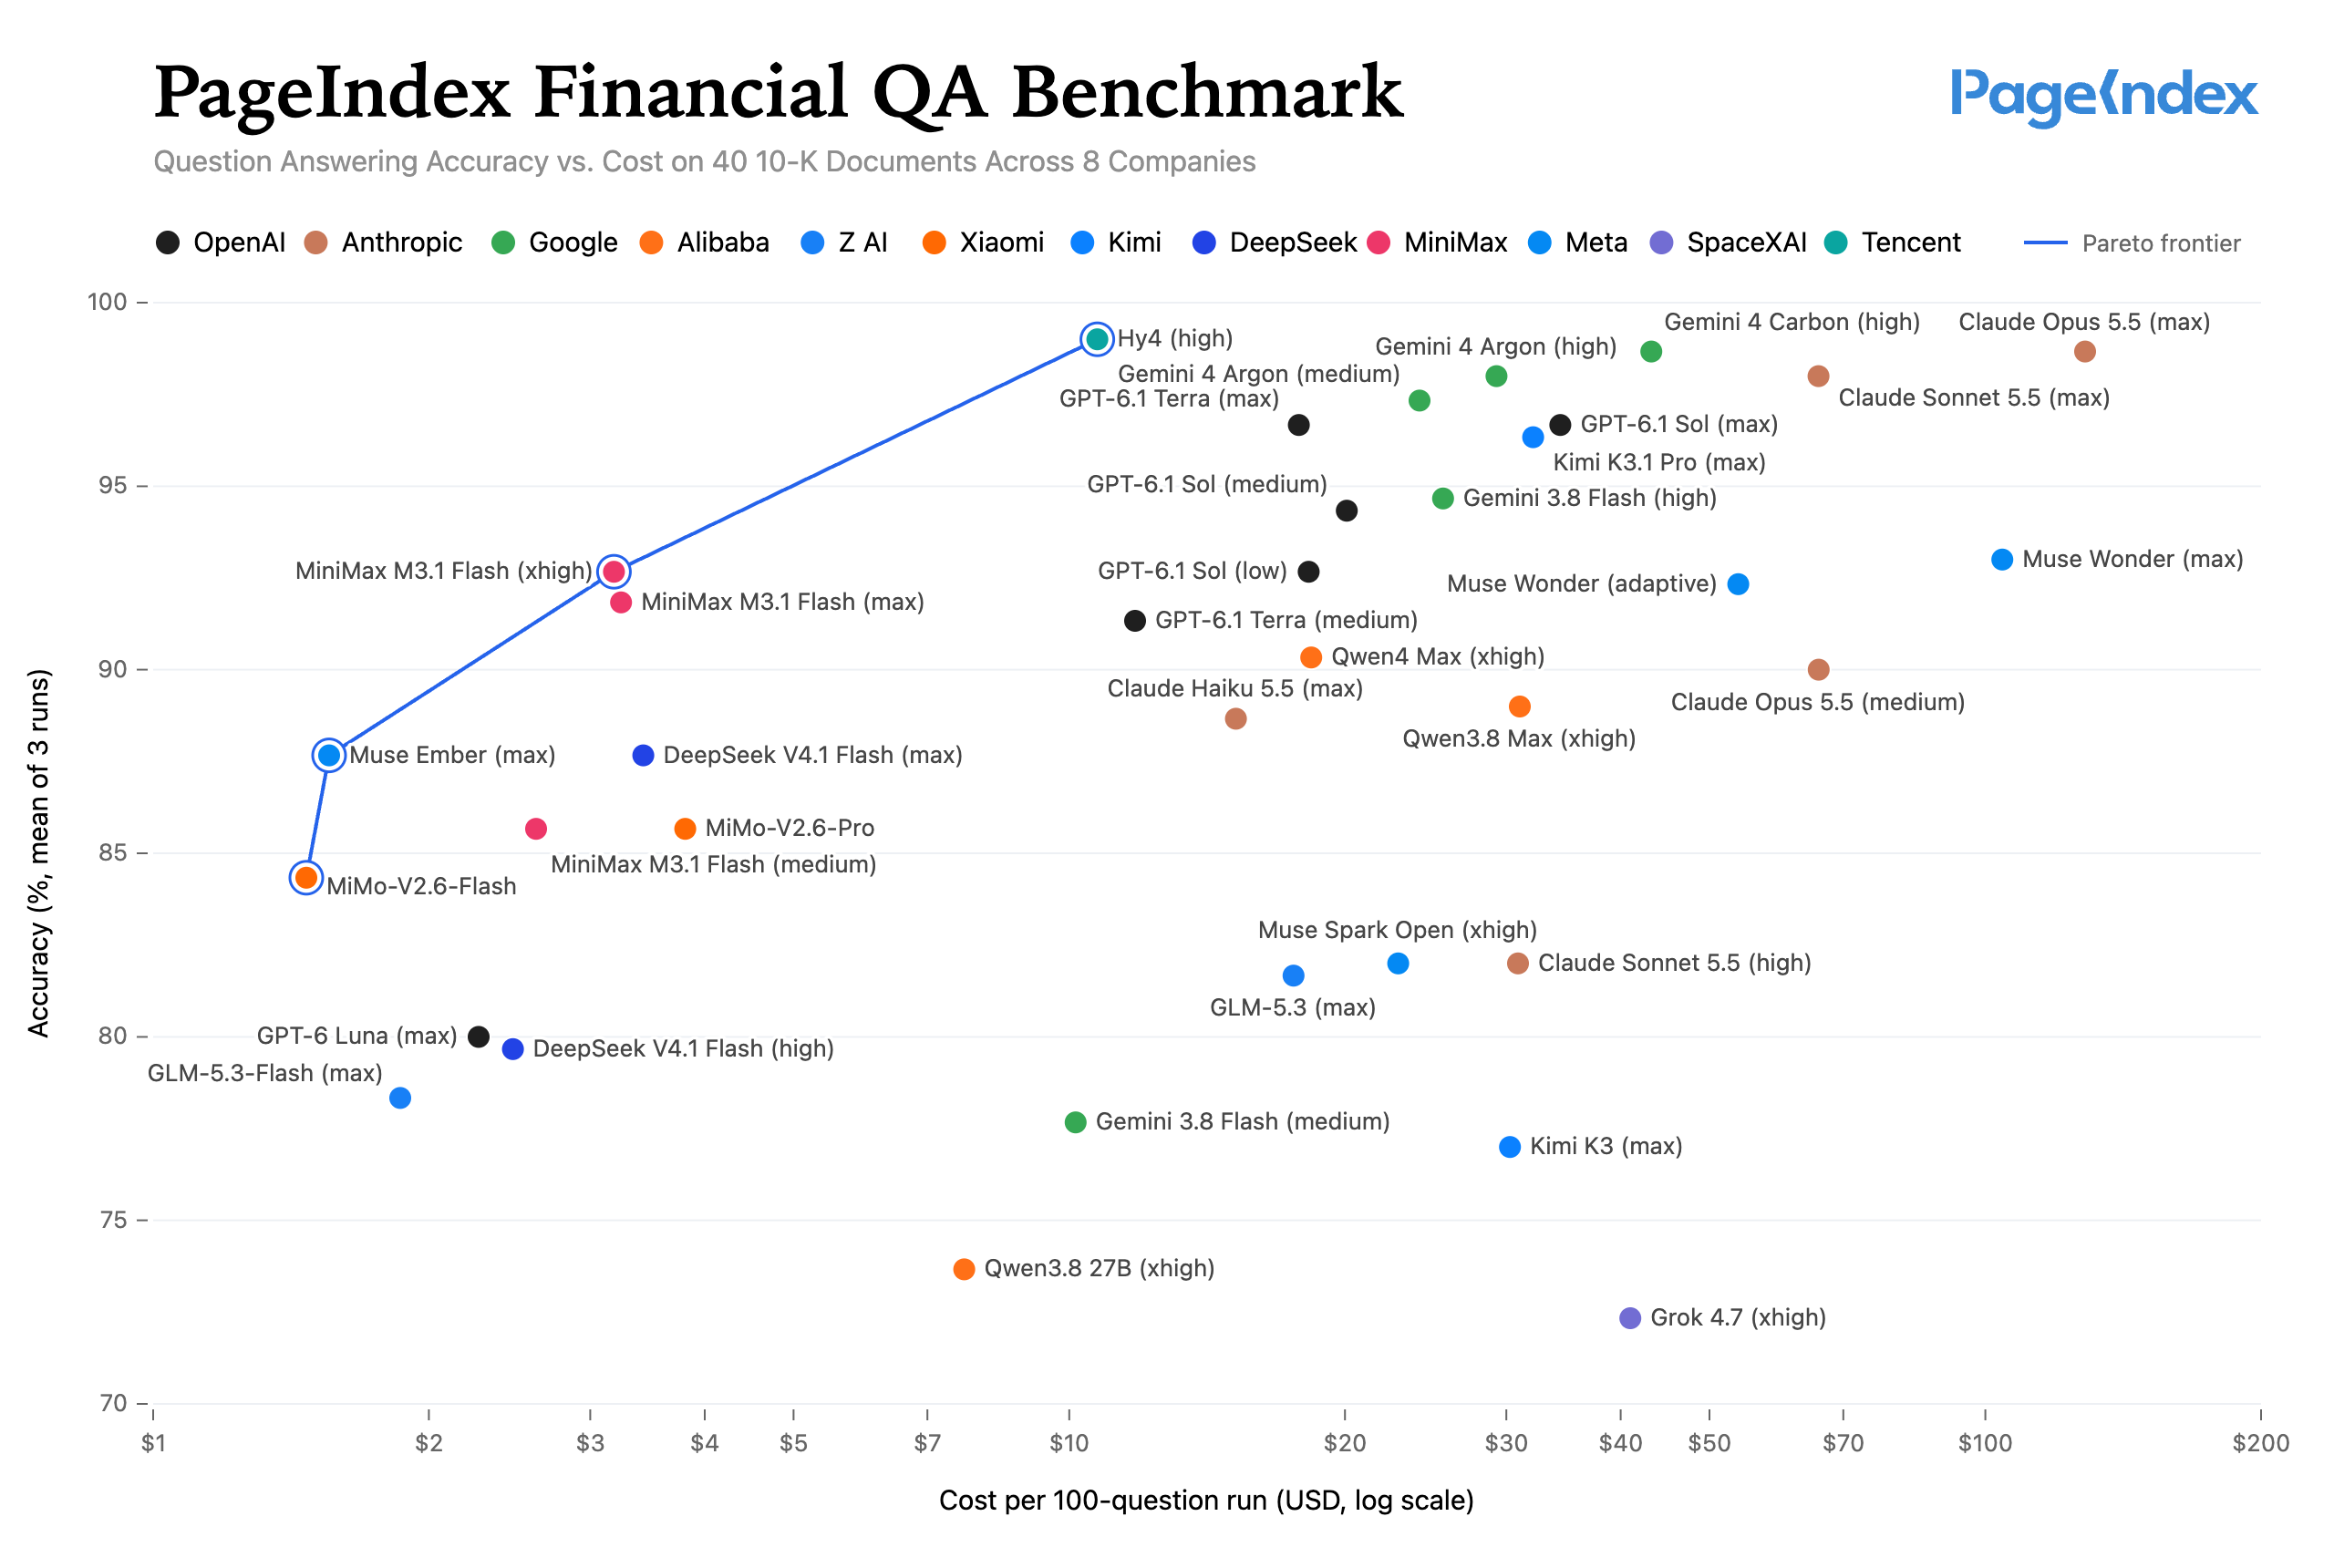 PageIndex Financial QA Benchmark
PageIndex
Question Answering Accuracy vs. Cost on 40 10-K Documents Across 8 Companies
OpenAI Anthropic Google Alibaba Z AI Xiaomi Kimi DeepSeek MiniMax Meta SpaceXAI Tencent Pareto frontier
100
Gemini 4 Carbon (high)
Claude Opus 5.5 (max)
Hy4 (high)
Gemini 4 Argon (high)
Gemini 4 Argon (medium)
GPT-6.1 Terra (max)
Claude Sonnet 5.5 (max)
GPT-6.1 Sol (max)
Kimi K3.1 Pro (max)
95
GPT-6.1 Sol (medium)
Gemini 3.8 Flash (high)
Muse Wonder (max)
MiniMax M3.1 Flash (xhigh)
GPT-6.1 Sol (low)
Muse Wonder (adaptive)
MiniMax M3.1 Flash (max)
GPT-6.1 Terra (medium)
Qwen4 Max (xhigh)
90
Claude Haiku 5.5 (max)
Claude Opus 5.5 (medium)
Qwen3.8 Max (xhigh)
Muse Ember (max)
DeepSeek V4.1 Flash (max)
MiMo-V2.6-Pro
85
MiniMax M3.1 Flash (medium)
MiMo-V2.6-Flash
Muse Spark Open (xhigh)
Claude Sonnet 5.5 (high)
GLM-5.3 (max)
80
GPT-6 Luna (max)
DeepSeek V4.1 Flash (high)
GLM-5.3-Flash (max)
Gemini 3.8 Flash (medium)
Kimi K3 (max)
75
Qwen3.8 27B (xhigh)
Grok 4.7 (xhigh)
70
Accuracy (%, mean of 3 runs)
$1 $2 $3 $4 $5 $7 $10 $20 $30 $40 $50 $70 $100 $200
Cost per 100-question run (USD, log scale)